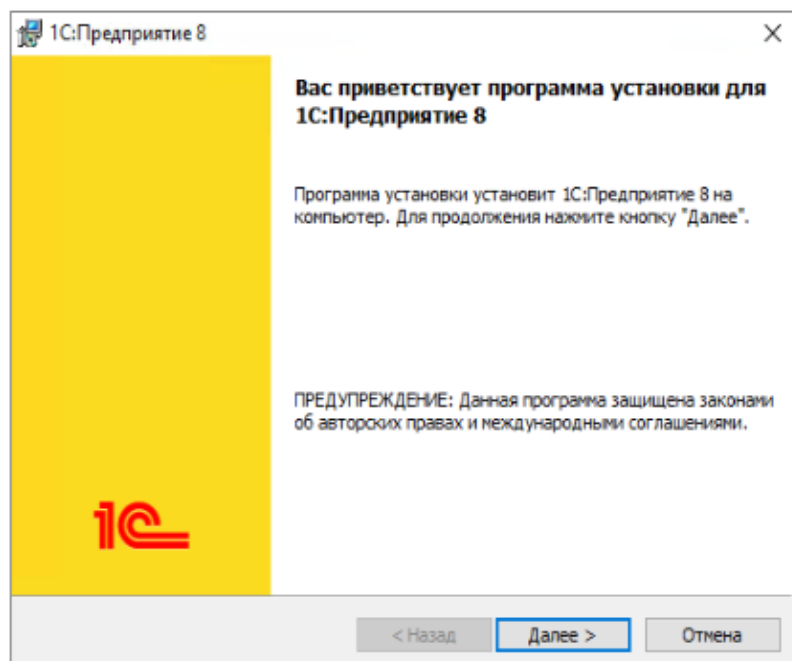 1С:Предприятие 8
Вас приветствует программа установки для
1С:Предприятие 8
Программа установки установит 1С:Предприятие 8 на
компьютер. Для продолжения нажмите кнопку "Далее".
ПРЕДУПРЕЖДЕНИЕ: Данная программа защищена законами
об авторских правах и международными соглашениями.
1С
< Назад
Далее >
Отмена